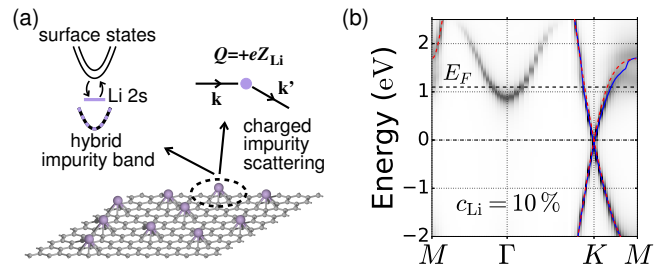 (a)
surface states
Li 2s
hybrid
impurity band
Q=+eZ_Li
k
k'
charged
impurity
scattering
(b)
Energy (eV)
2
1
0
−1
−2
E_F
c_Li = 10 %
M Γ K M